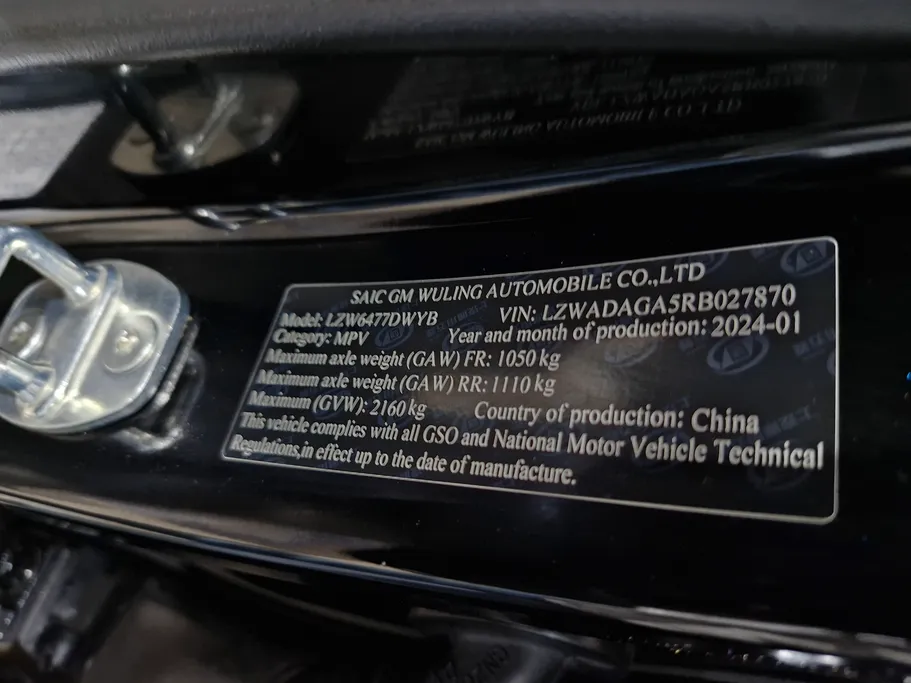 SAIC GM WULING AUTOMOBILE CO.,LTD
Model: LZW6477DWYB VIN: LZWADAGA5RB027870
Category: MPV Year and month of production: 2024-01
Maximum axle weight (GAW) FR: 1050 kg
Maximum axle weight (GAW) RR: 1110 kg
Maximum (GVW): 2160 kg Country of production: China
This vehicle complies with all GSO and National Motor Vehicle Technical
Regulations,in effect up to the date of manufacture.